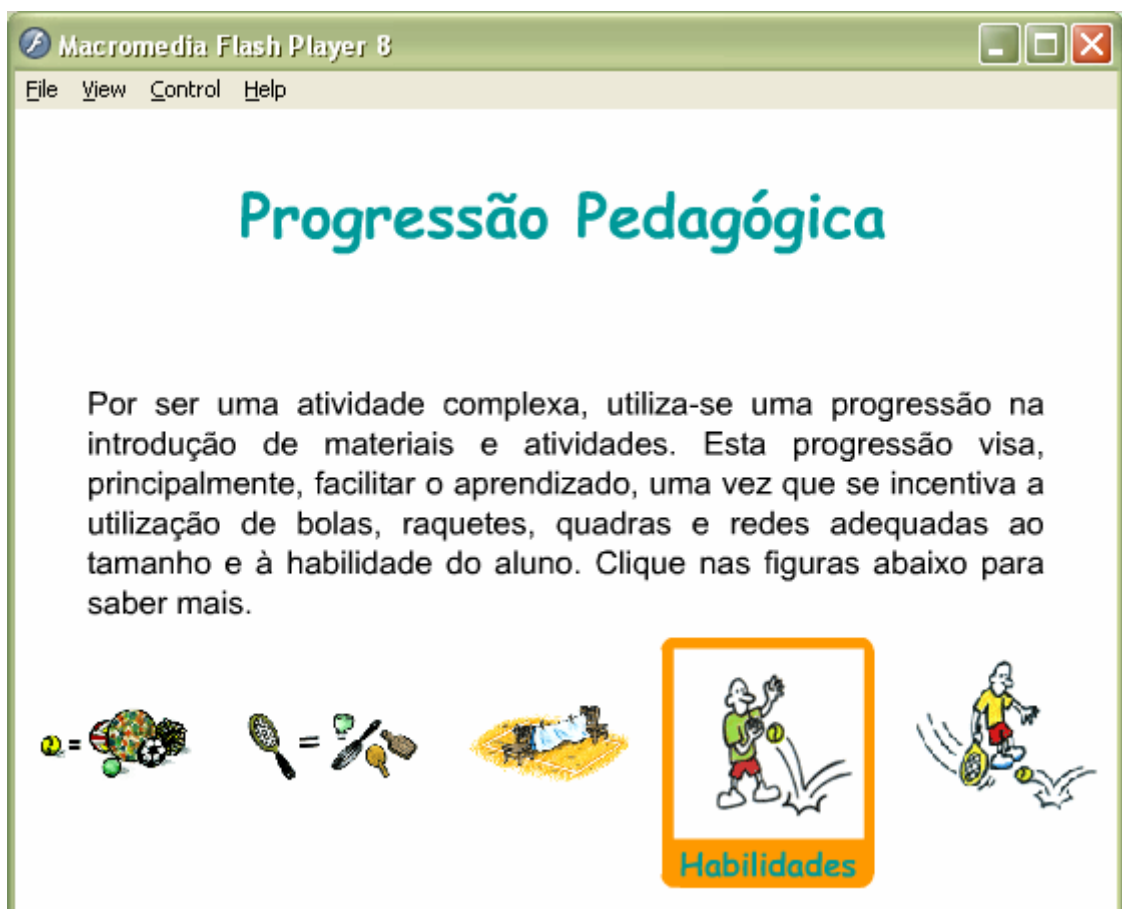 Macromedia Flash Player 8
File View Control Help
Progressão Pedagógica
Por ser uma atividade complexa, utiliza-se uma progressão na
introdução de materiais e atividades. Esta progressão visa,
principalmente, facilitar o aprendizado, uma vez que se incentiva a
utilização de bolas, raquetes, quadras e redes adequadas ao
tamanho e à habilidade do aluno. Clique nas figuras abaixo para
saber mais.
=
=
Habilidades